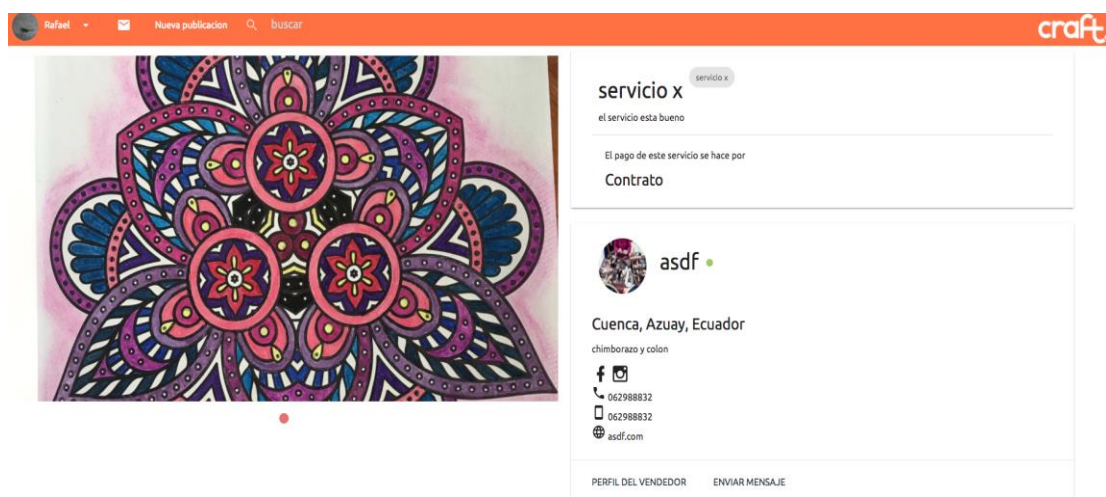 Rafael
Nueva publicacion
buscar
craft.
servicio x
servicio x
el servicio esta bueno
El pago de este servicio se hace por
Contrato
asdf
Cuenca, Azuay, Ecuador
chimborazo y colon
062988832
062988832
asdf.com
PERFIL DEL VENDEDOR
ENVIAR MENSAJE